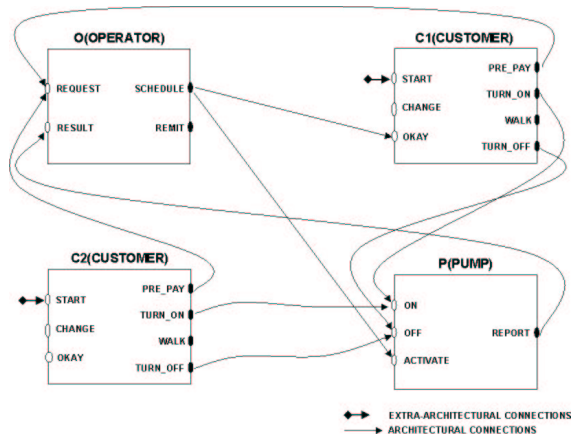 O(OPERATOR)
REQUEST
SCHEDULE
RESULT
REMIT
C1(CUSTOMER)
PRE_PAY
START
TURN_ON
CHANGE
WALK
OKAY
TURN_OFF
C2(CUSTOMER)
PRE_PAY
START
TURN_ON
CHANGE
WALK
OKAY
TURN_OFF
P(PUMP)
ON
OFF
REPORT
ACTIVATE
EXTRA-ARCHITECTURAL CONNECTIONS
ARCHITECTURAL CONNECTIONS